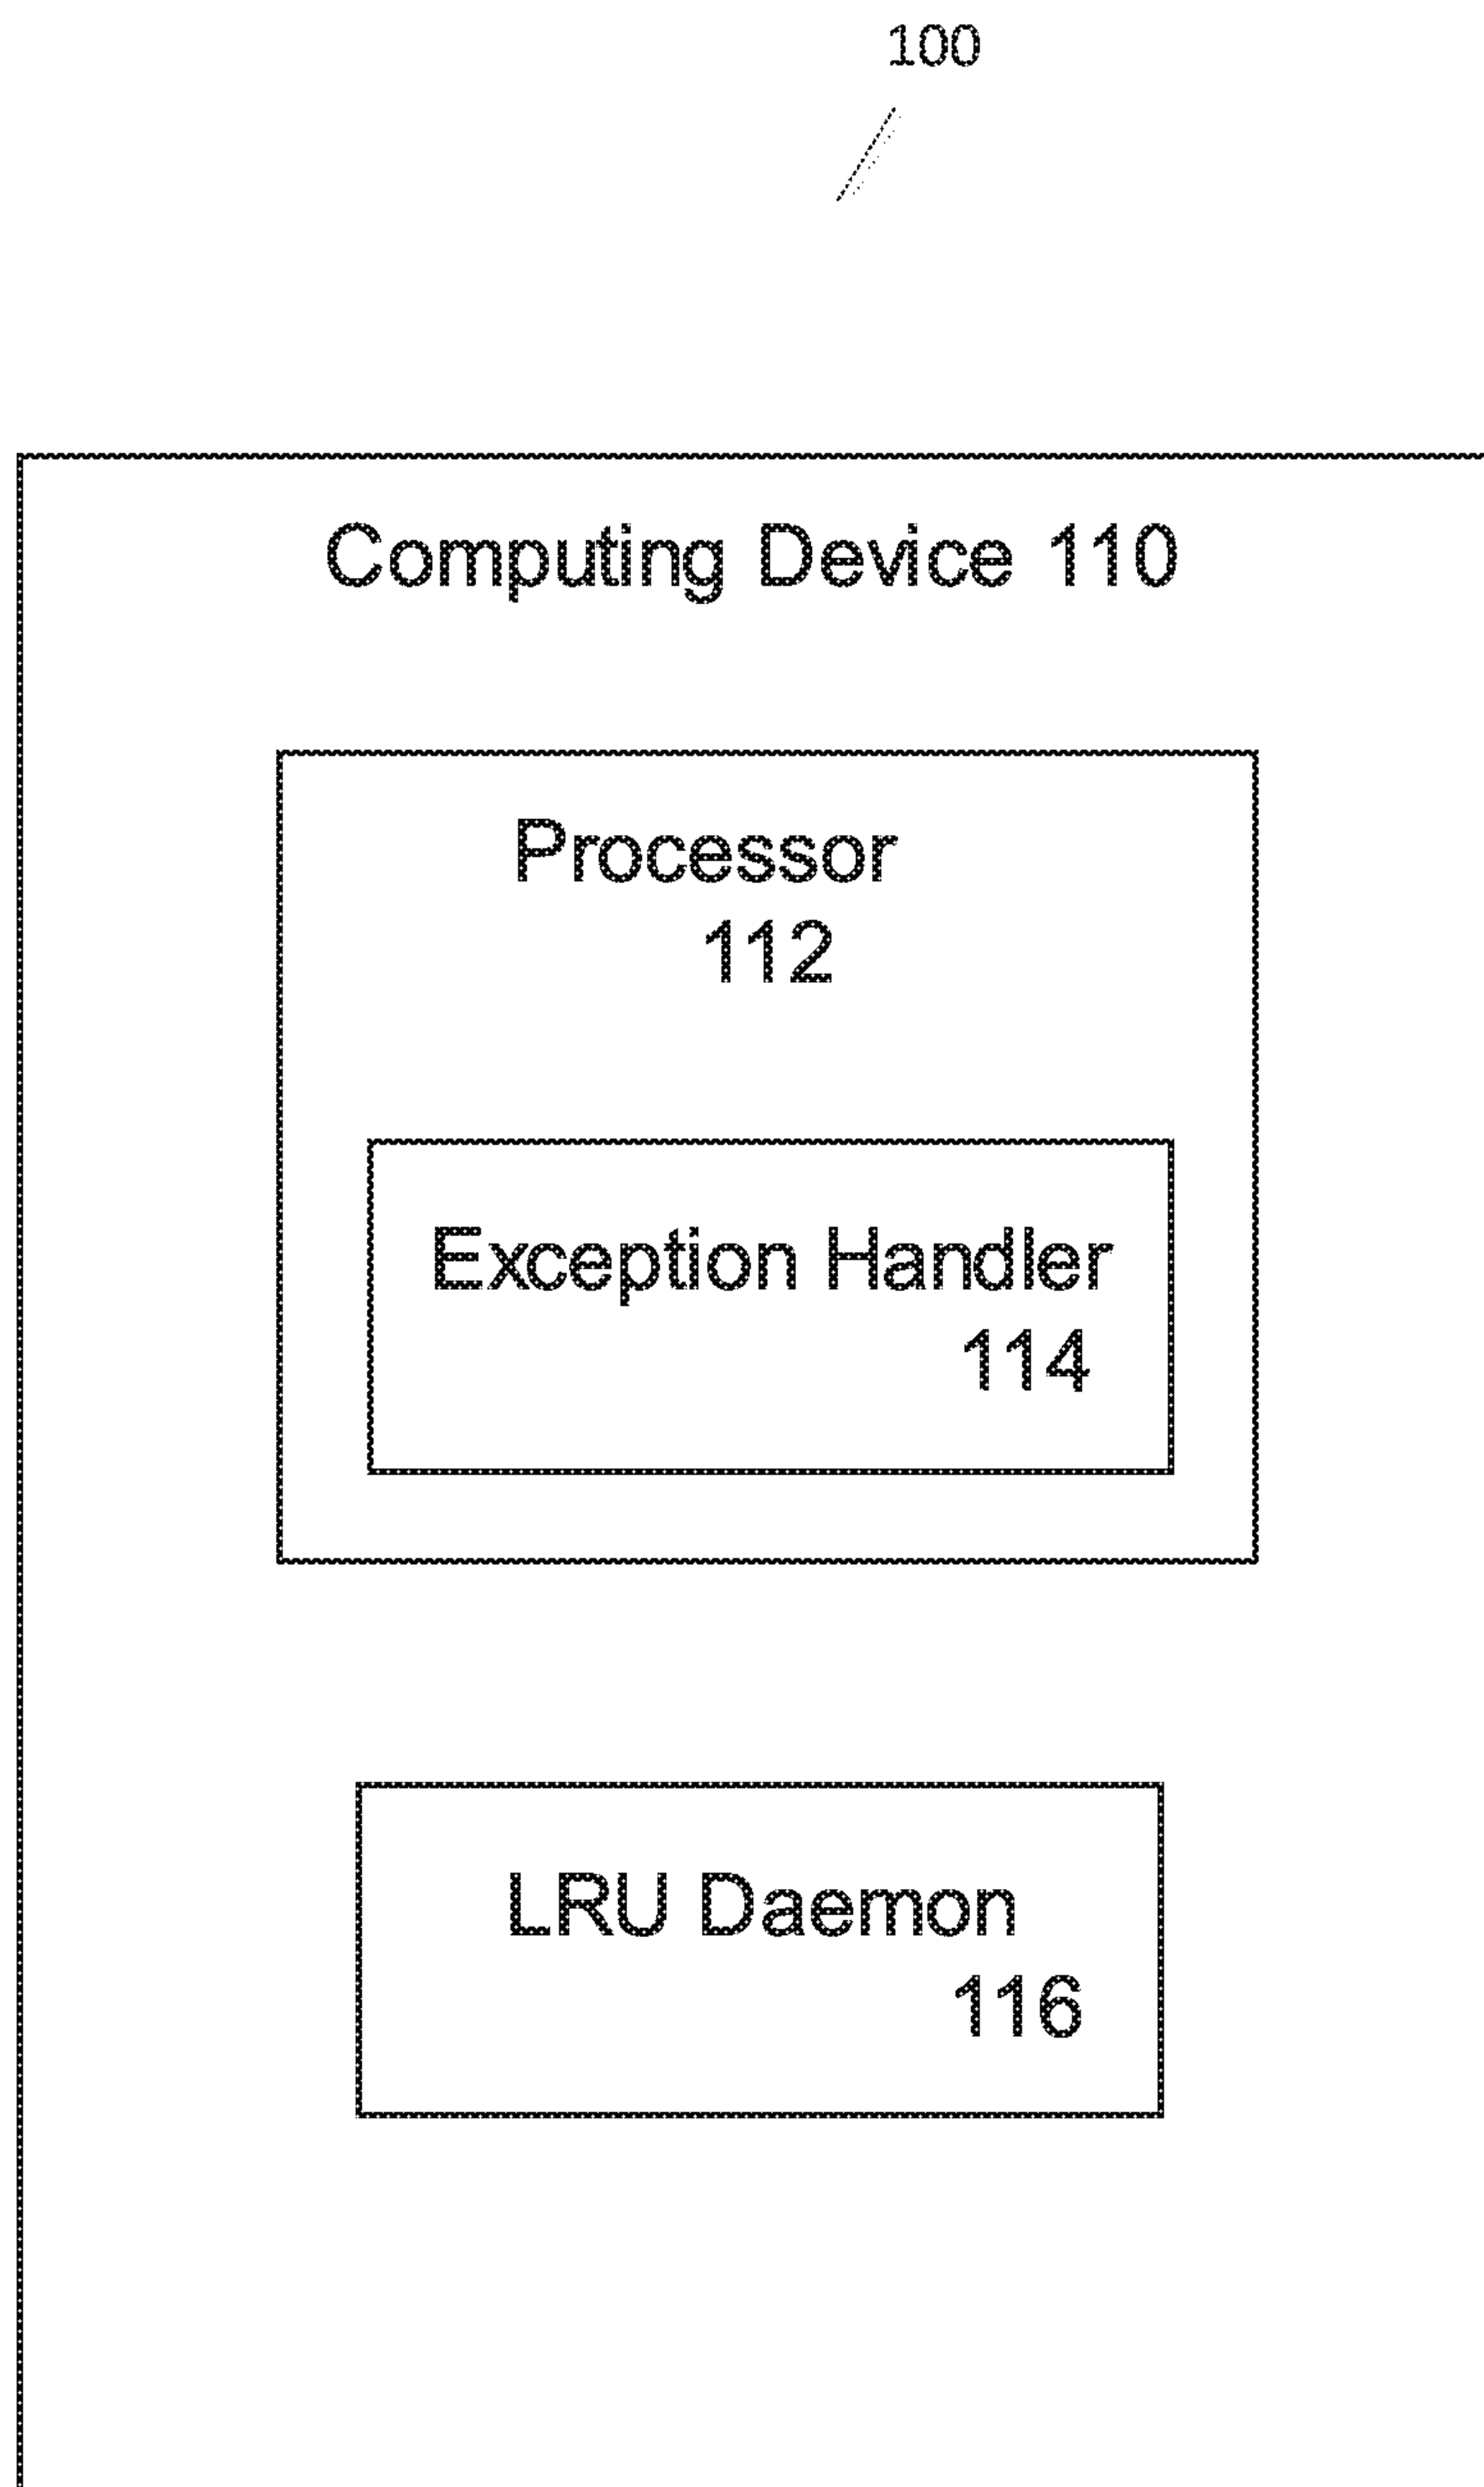 100
Computing Device 110
Processor
112
Exception Handler
114
LRU Daemon
116